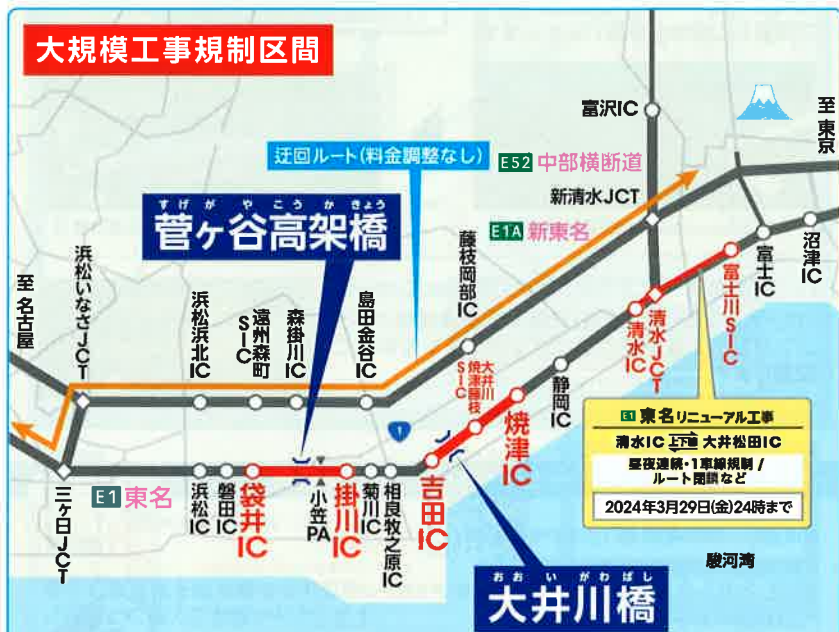 大規模工事規制区間
至 東京
富沢IC
迂回ルート(料金調整なし)
E52 中部横断道
新清水JCT
すげがやこうかきょう
菅ヶ谷高架橋
E1A 新東名
藤枝岡部IC
富士IC
沼津IC
浜松いなさJCT
至 名古屋
浜松浜北IC
遠州森町SIC
森掛川IC
島田金谷IC
富士川SIC
清水JCT
清水IC
大井川焼津藤枝SIC
静岡IC
焼津IC
1
E1 東名リニューアル工事
清水IC 上下線 大井松田IC
昼夜連続・1車線規制 /
ルート閉鎖など
2024年3月29日(金)24時まで
三ヶ日JCT
E1 東名
浜松IC
磐田IC
袋井IC
小笠PA
掛川IC
菊川IC
相良牧之原IC
吉田IC
駿河湾
おおいがわばし
大井川橋